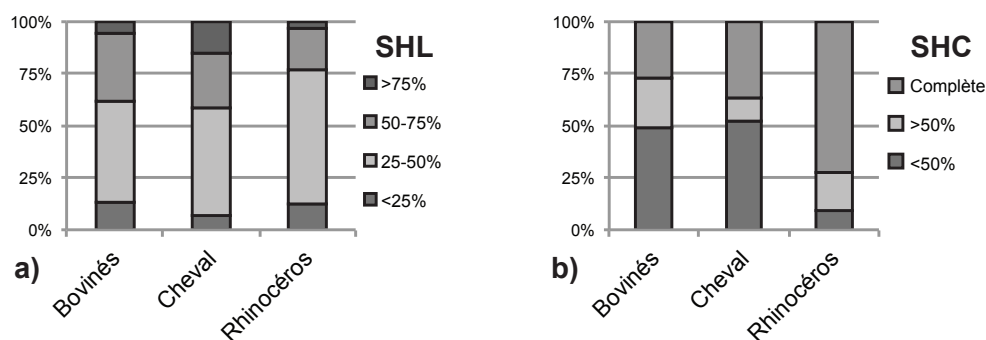 100%
75%
50%
25%
0%
SHL
>75%
50-75%
25-50%
<25%
a)
Bovinés
Cheval
Rhinocéros
100%
75%
50%
25%
0%
SHC
Complète
>50%
<50%
b)
Bovinés
Cheval
Rhinocéros